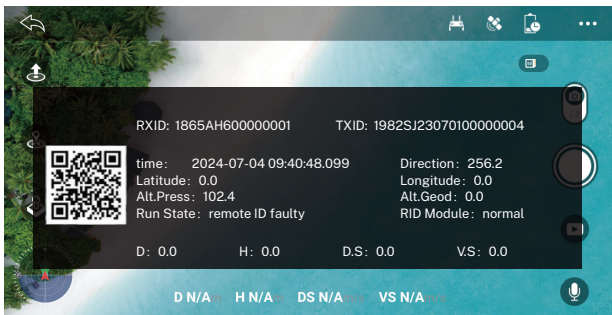 RXID: 1865AH600000001 TXID: 1982SJ23070100000004
time: 2024-07-04 09:40:48.099 Direction: 256.2
Latitude: 0.0 Longitude: 0.0
Alt.Press: 102.4 Alt.Geod: 0.0
Run State: remote ID faulty RID Module: normal
D: 0.0 H: 0.0 D.S: 0.0 V.S: 0.0
D N/A H N/A DS N/A VS N/A